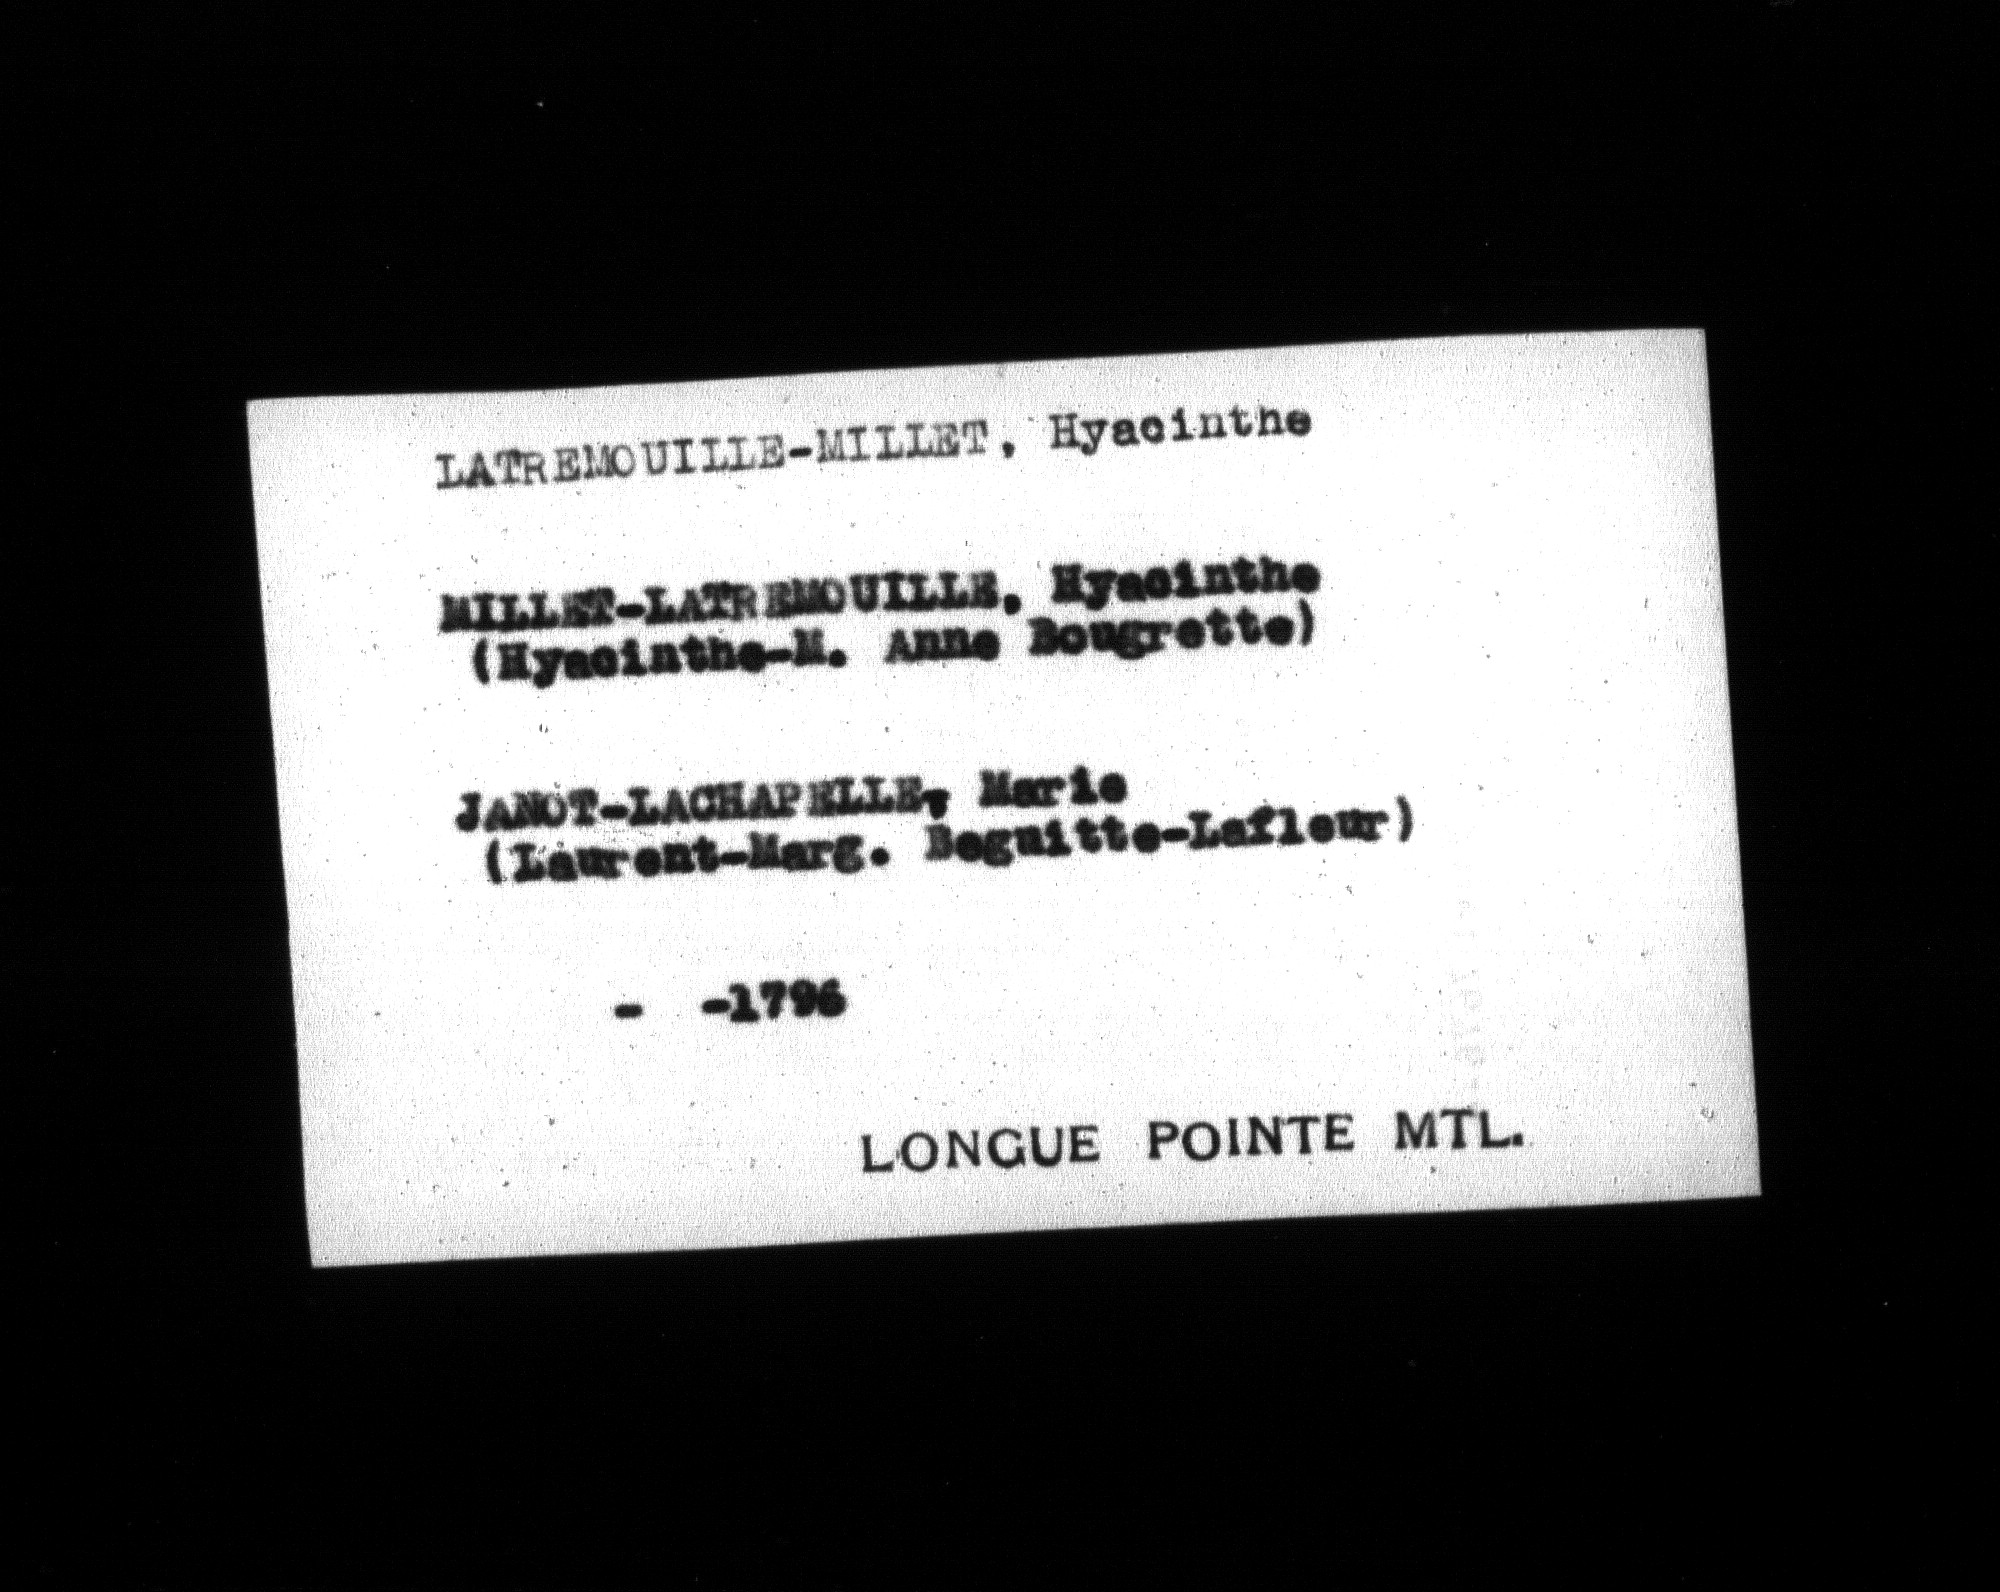 LATREMOUILLE-MILLET, Hyacinthe
MILLET-LATREMOUILLE, Hyacinthe
(Hyacinthe-M. Anne Bougrette)
JANOT-LACHAPELLE, Marie
(Laurent-Marg. Beguitte-Lafleur)
- -1796
LONGUE POINTE MTL.